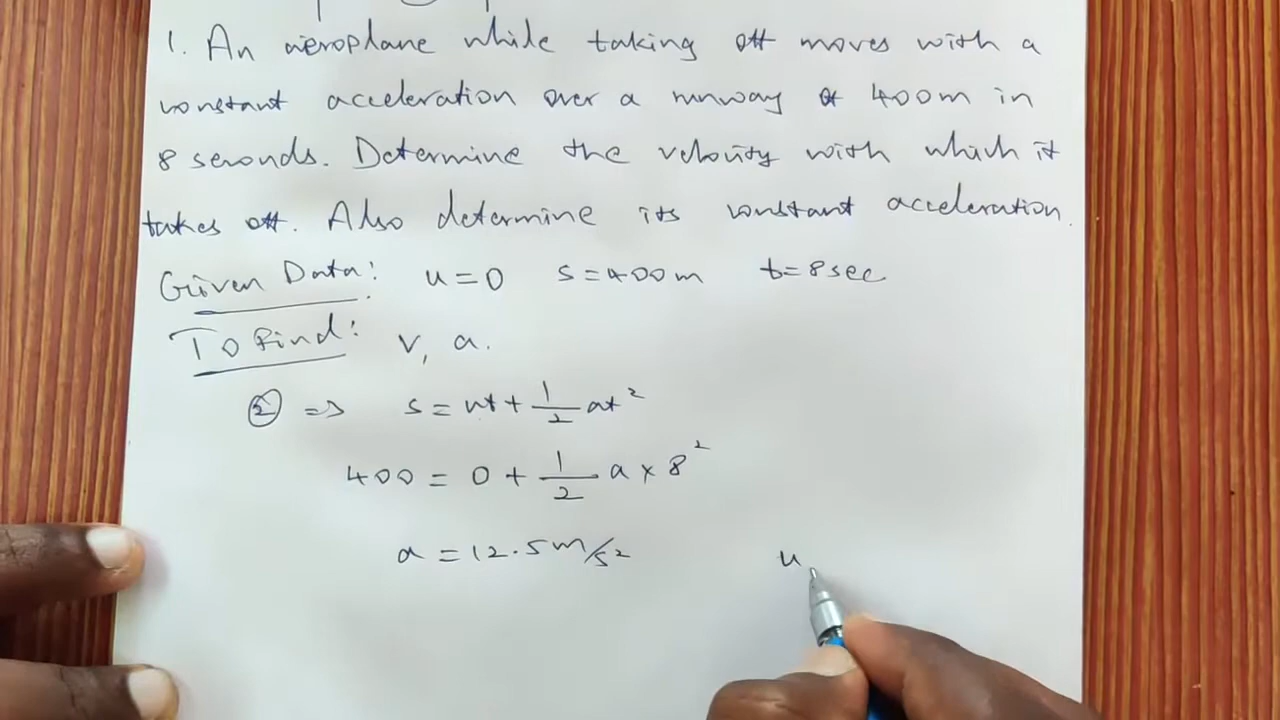 1. An aeroplane while taking off moves with a
constant acceleration over a runway of 400m in
8 seconds. Determine the velocity with which it
takes off. Also determine its constant acceleration.
Given Data: u=0 s=400m t=8sec
To Find: v, a.
② => s = ut + 1/2 at²
400 = 0 + 1/2 a × 8²
a = 12.5m/s² u